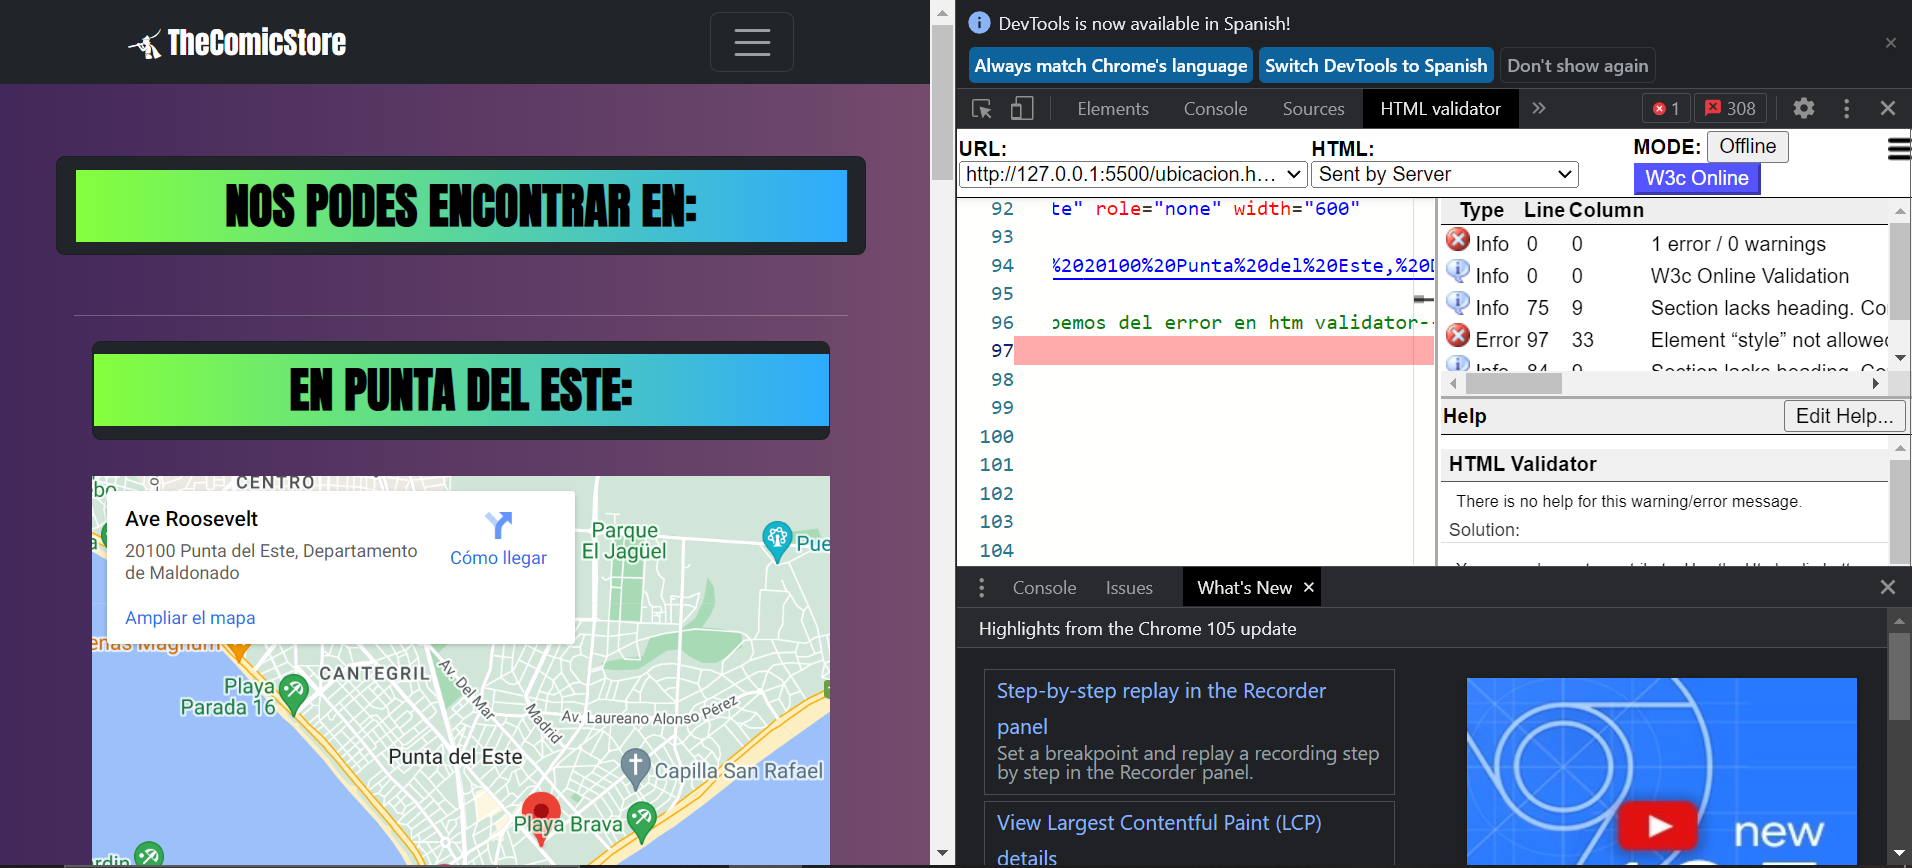 TheComicStore
NOS PODES ENCONTRAR EN:
EN PUNTA DEL ESTE:
CENTRO
Ave Roosevelt
20100 Punta del Este, Departamento
de Maldonado
Cómo llegar
Ampliar el mapa
Parque
El Jagüel
Pue
CANTEGRIL
Playa
Parada 16
Av. Del Mar
Madrid
Av. Laureano Alonso Pérez
Punta del Este
Capilla San Rafael
Playa Brava
DevTools is now available in Spanish!
Always match Chrome's language
Switch DevTools to Spanish
Don't show again
Elements
Console
Sources
HTML validator
1
308
URL:
HTML:
MODE:
Offline
http://127.0.0.1:5500/ubicacion.h...
Sent by Server
W3c Online
92 te" role="none" width="600"
93
94 %2020100%20Punta%20del%20Este,%20
95
96 bemos del error en htm validator-
97
98
99
100
101
102
103
104
Type Line Column
Info 0 0 1 error / 0 warnings
Info 0 0 W3c Online Validation
Info 75 9 Section lacks heading. Co
Error 97 33 Element “style” not allowed
Info 84 9 Section lacks heading. Co
Help
Edit Help...
HTML Validator
There is no help for this warning/error message.
Solution:
Console
Issues
What's New
Highlights from the Chrome 105 update
Step-by-step replay in the Recorder
panel
Set a breakpoint and replay a recording step
by step in the Recorder panel.
View Largest Contentful Paint (LCP)
details
new